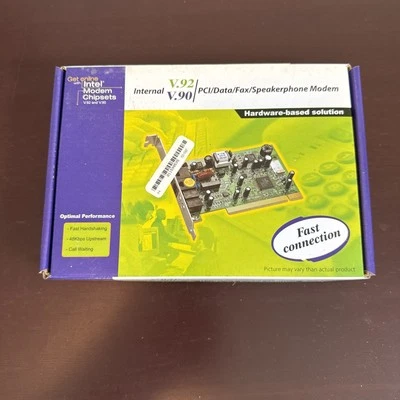 Get online
with Intel®
Modem
Chipsets
V.92 and V.90
Internal V.92 PCI/Data/Fax/Speakerphone Modem
V.90
Hardware-based solution
Optimal Performance
- Fast Handshaking
- 48Kbps Upstream
- Call Waiting
Fast
connection
Picture may vary than actual product